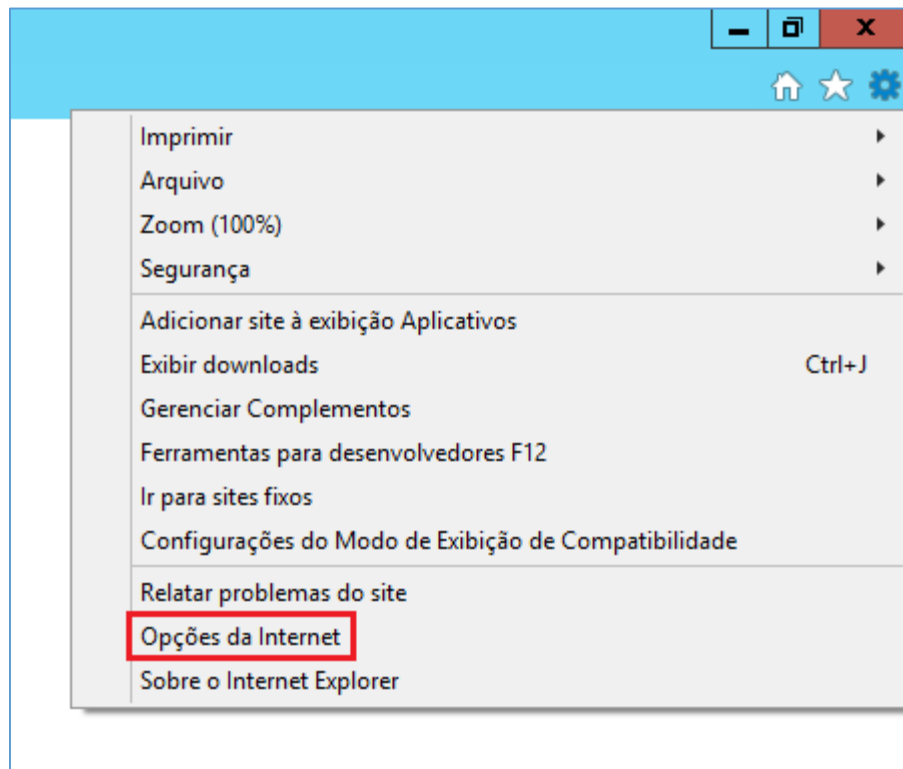 Imprimir
Arquivo
Zoom (100%)
Segurança
Adicionar site à exibição Aplicativos
Exibir downloads Ctrl+J
Gerenciar Complementos
Ferramentas para desenvolvedores F12
Ir para sites fixos
Configurações do Modo de Exibição de Compatibilidade
Relatar problemas do site
Opções da Internet
Sobre o Internet Explorer